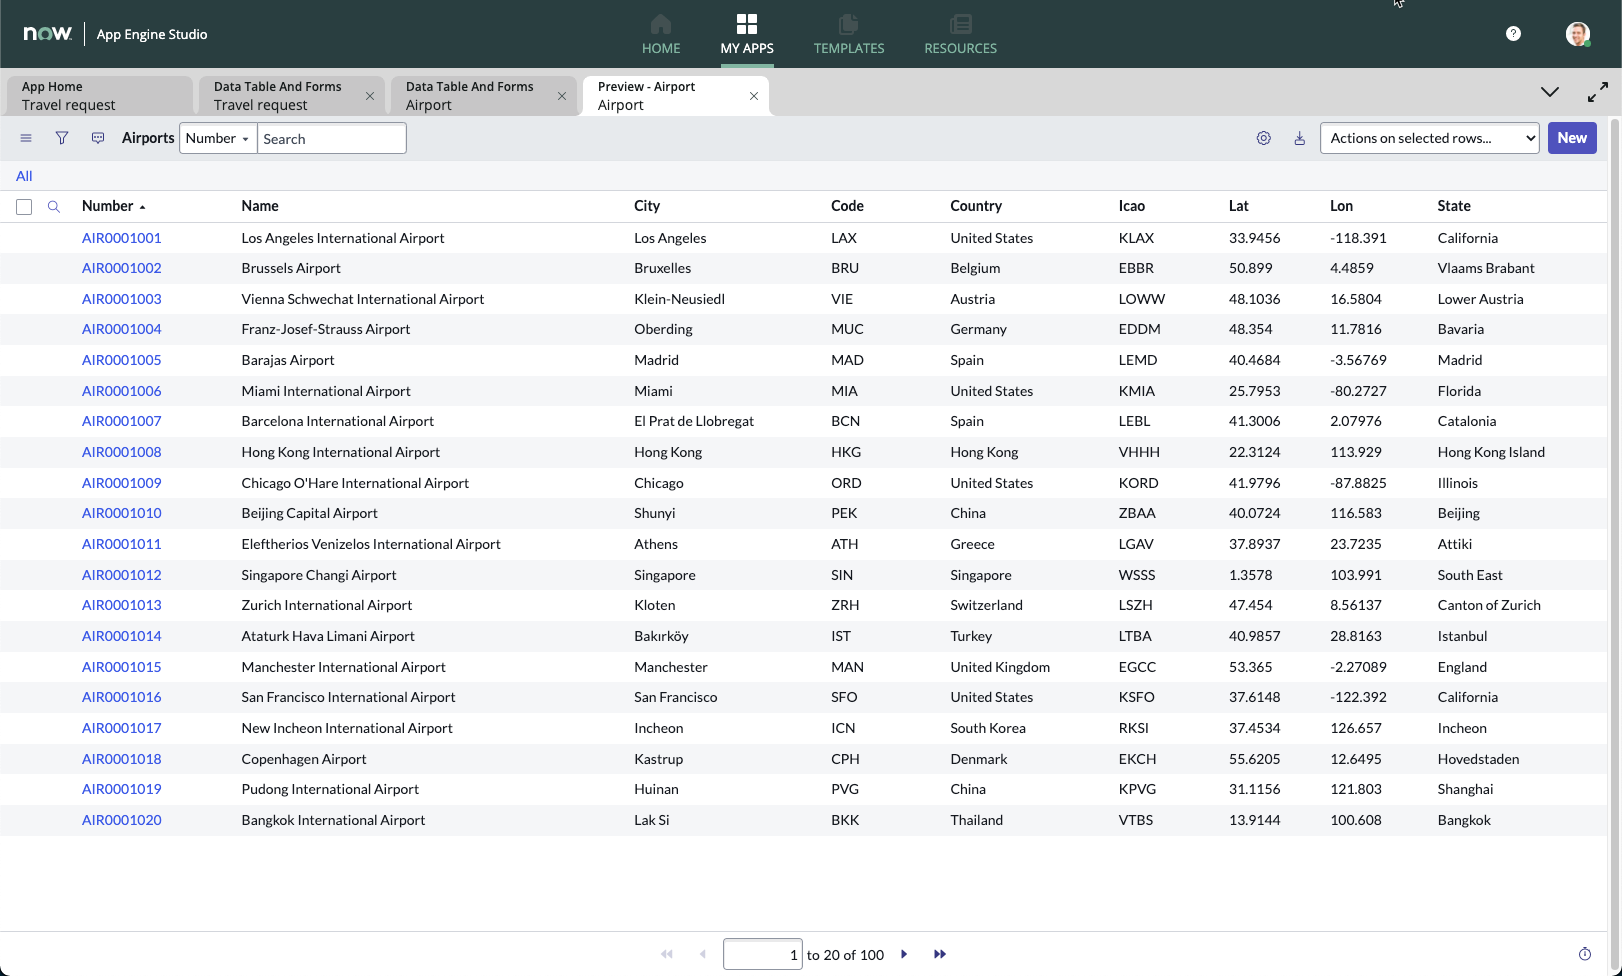 now. App Engine Studio
HOME MY APPS TEMPLATES RESOURCES
?
App Home Data Table And Forms Data Table And Forms Preview - Airport
Travel request Travel request Airport Airport
Airports Number Search Actions on selected rows... New
All
Number Name City Code Country Icao Lat Lon State
AIR0001001 Los Angeles International Airport Los Angeles LAX United States KLAX 33.9456 -118.391 California
AIR0001002 Brussels Airport Bruxelles BRU Belgium EBBR 50.899 4.4859 Vlaams Brabant
AIR0001003 Vienna Schwechat International Airport Klein-Neusiedl VIE Austria LOWW 48.1036 16.5804 Lower Austria
AIR0001004 Franz-Josef-Strauss Airport Oberding MUC Germany EDDM 48.354 11.7816 Bavaria
AIR0001005 Barajas Airport Madrid MAD Spain LEMD 40.4684 -3.56769 Madrid
AIR0001006 Miami International Airport Miami MIA United States KMIA 25.7953 -80.2727 Florida
AIR0001007 Barcelona International Airport El Prat de Llobregat BCN Spain LEBL 41.3006 2.07976 Catalonia
AIR0001008 Hong Kong International Airport Hong Kong HKG Hong Kong VHHH 22.3124 113.929 Hong Kong Island
AIR0001009 Chicago O'Hare International Airport Chicago ORD United States KORD 41.9796 -87.8825 Illinois
AIR0001010 Beijing Capital Airport Shunyi PEK China ZBAA 40.0724 116.583 Beijing
AIR0001011 Eleftherios Venizelos International Airport Athens ATH Greece LGAV 37.8937 23.7235 Attiki
AIR0001012 Singapore Changi Airport Singapore SIN Singapore WSSS 1.3578 103.991 South East
AIR0001013 Zurich International Airport Kloten ZRH Switzerland LSZH 47.454 8.56137 Canton of Zurich
AIR0001014 Ataturk Hava Limani Airport Bakırköy IST Turkey LTBA 40.9857 28.8163 Istanbul
AIR0001015 Manchester International Airport Manchester MAN United Kingdom EGCC 53.365 -2.27089 England
AIR0001016 San Francisco International Airport San Francisco SFO United States KSFO 37.6148 -122.392 California
AIR0001017 New Incheon International Airport Incheon ICN South Korea RKSI 37.4534 126.657 Incheon
AIR0001018 Copenhagen Airport Kastrup CPH Denmark EKCH 55.6205 12.6495 Hovedstaden
AIR0001019 Pudong International Airport Huinan PVG China KPVG 31.1156 121.803 Shanghai
AIR0001020 Bangkok International Airport Lak Si BKK Thailand VTBS 13.9144 100.608 Bangkok
1 to 20 of 100